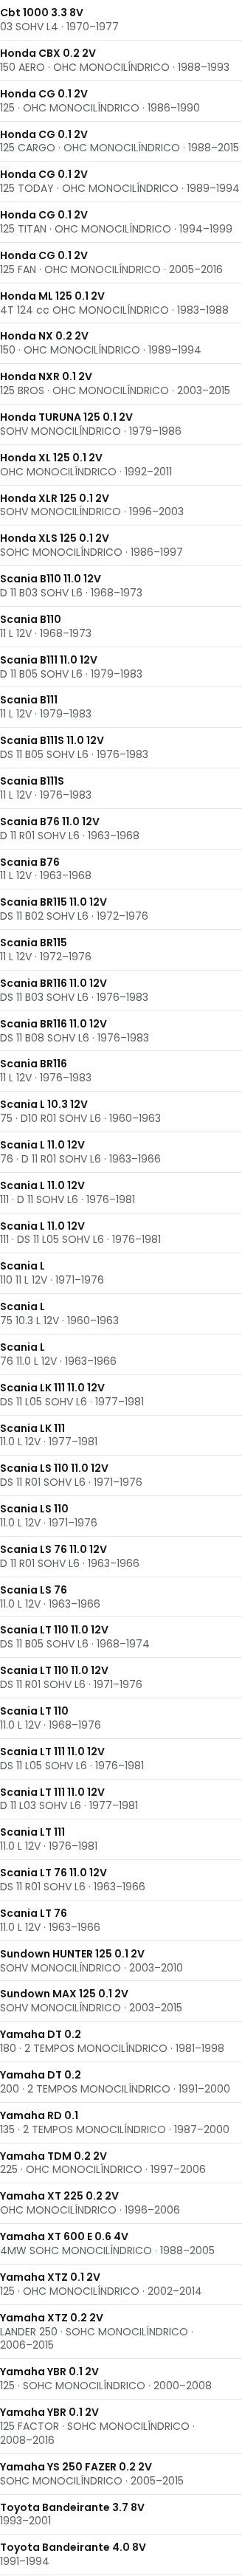 Cbt 1000 3.3 8V
03 SOHV L4 · 1970–1977
Honda CBX 0.2 2V
150 AERO · OHC MONOCILÍNDRICO · 1988–1993
Honda CG 0.1 2V
125 · OHC MONOCILÍNDRICO · 1986–1990
Honda CG 0.1 2V
125 CARGO · OHC MONOCILÍNDRICO · 1988–2015
Honda CG 0.1 2V
125 TODAY · OHC MONOCILÍNDRICO · 1989–1994
Honda CG 0.1 2V
125 TITAN · OHC MONOCILÍNDRICO · 1994–1999
Honda CG 0.1 2V
125 FAN · OHC MONOCILÍNDRICO · 2005–2016
Honda ML 125 0.1 2V
4T 124 cc OHC MONOCILÍNDRICO · 1983–1988
Honda NX 0.2 2V
150 · OHC MONOCILÍNDRICO · 1989–1994
Honda NXR 0.1 2V
125 BROS · OHC MONOCILÍNDRICO · 2003–2015
Honda TURUNA 125 0.1 2V
SOHV MONOCILÍNDRICO · 1979–1986
Honda XL 125 0.1 2V
OHC MONOCILÍNDRICO · 1992–2011
Honda XLR 125 0.1 2V
SOHV MONOCILÍNDRICO · 1996–2003
Honda XLS 125 0.1 2V
SOHC MONOCILÍNDRICO · 1986–1997
Scania B110 11.0 12V
D 11 B03 SOHV L6 · 1968–1973
Scania B110
11 L 12V · 1968–1973
Scania B111 11.0 12V
D 11 B05 SOHV L6 · 1979–1983
Scania B111
11 L 12V · 1979–1983
Scania B111S 11.0 12V
DS 11 B05 SOHV L6 · 1976–1983
Scania B111S
11 L 12V · 1976–1983
Scania B76 11.0 12V
D 11 R01 SOHV L6 · 1963–1968
Scania B76
11 L 12V · 1963–1968
Scania BR115 11.0 12V
DS 11 B02 SOHV L6 · 1972–1976
Scania BR115
11 L 12V · 1972–1976
Scania BR116 11.0 12V
DS 11 B03 SOHV L6 · 1976–1983
Scania BR116 11.0 12V
DS 11 B08 SOHV L6 · 1976–1983
Scania BR116
11 L 12V · 1976–1983
Scania L 10.3 12V
75 · D10 R01 SOHV L6 · 1960–1963
Scania L 11.0 12V
76 · D 11 R01 SOHV L6 · 1963–1966
Scania L 11.0 12V
111 · D 11 SOHV L6 · 1976–1981
Scania L 11.0 12V
111 · DS 11 L05 SOHV L6 · 1976–1981
Scania L
110 11 L 12V · 1971–1976
Scania L
75 10.3 L 12V · 1960–1963
Scania L
76 11.0 L 12V · 1963–1966
Scania LK 111 11.0 12V
DS 11 L05 SOHV L6 · 1977–1981
Scania LK 111
11.0 L 12V · 1977–1981
Scania LS 110 11.0 12V
DS 11 R01 SOHV L6 · 1971–1976
Scania LS 110
11.0 L 12V · 1971–1976
Scania LS 76 11.0 12V
D 11 R01 SOHV L6 · 1963–1966
Scania LS 76
11.0 L 12V · 1963–1966
Scania LT 110 11.0 12V
DS 11 B05 SOHV L6 · 1968–1974
Scania LT 110 11.0 12V
DS 11 R01 SOHV L6 · 1971–1976
Scania LT 110
11.0 L 12V · 1968–1976
Scania LT 111 11.0 12V
DS 11 L05 SOHV L6 · 1976–1981
Scania LT 111 11.0 12V
D 11 L03 SOHV L6 · 1977–1981
Scania LT 111
11.0 L 12V · 1976–1981
Scania LT 76 11.0 12V
DS 11 R01 SOHV L6 · 1963–1966
Scania LT 76
11.0 L 12V · 1963–1966
Sundown HUNTER 125 0.1 2V
SOHV MONOCILÍNDRICO · 2003–2010
Sundown MAX 125 0.1 2V
SOHV MONOCILÍNDRICO · 2003–2015
Yamaha DT 0.2
180 · 2 TEMPOS MONOCILÍNDRICO · 1981–1998
Yamaha DT 0.2
200 · 2 TEMPOS MONOCILÍNDRICO · 1991–2000
Yamaha RD 0.1
135 · 2 TEMPOS MONOCILÍNDRICO · 1987–2000
Yamaha TDM 0.2 2V
225 · OHC MONOCILÍNDRICO · 1997–2006
Yamaha XT 225 0.2 2V
OHC MONOCILÍNDRICO · 1996–2006
Yamaha XT 600 E 0.6 4V
4MW SOHC MONOCILÍNDRICO · 1988–2005
Yamaha XTZ 0.1 2V
125 · OHC MONOCILÍNDRICO · 2002–2014
Yamaha XTZ 0.2 2V
LANDER 250 · SOHC MONOCILÍNDRICO ·
2006–2015
Yamaha YBR 0.1 2V
125 · SOHC MONOCILÍNDRICO · 2000–2008
Yamaha YBR 0.1 2V
125 FACTOR · SOHC MONOCILÍNDRICO ·
2008–2016
Yamaha YS 250 FAZER 0.2 2V
SOHC MONOCILÍNDRICO · 2005–2015
Toyota Bandeirante 3.7 8V
1993–2001
Toyota Bandeirante 4.0 8V
1991–1994